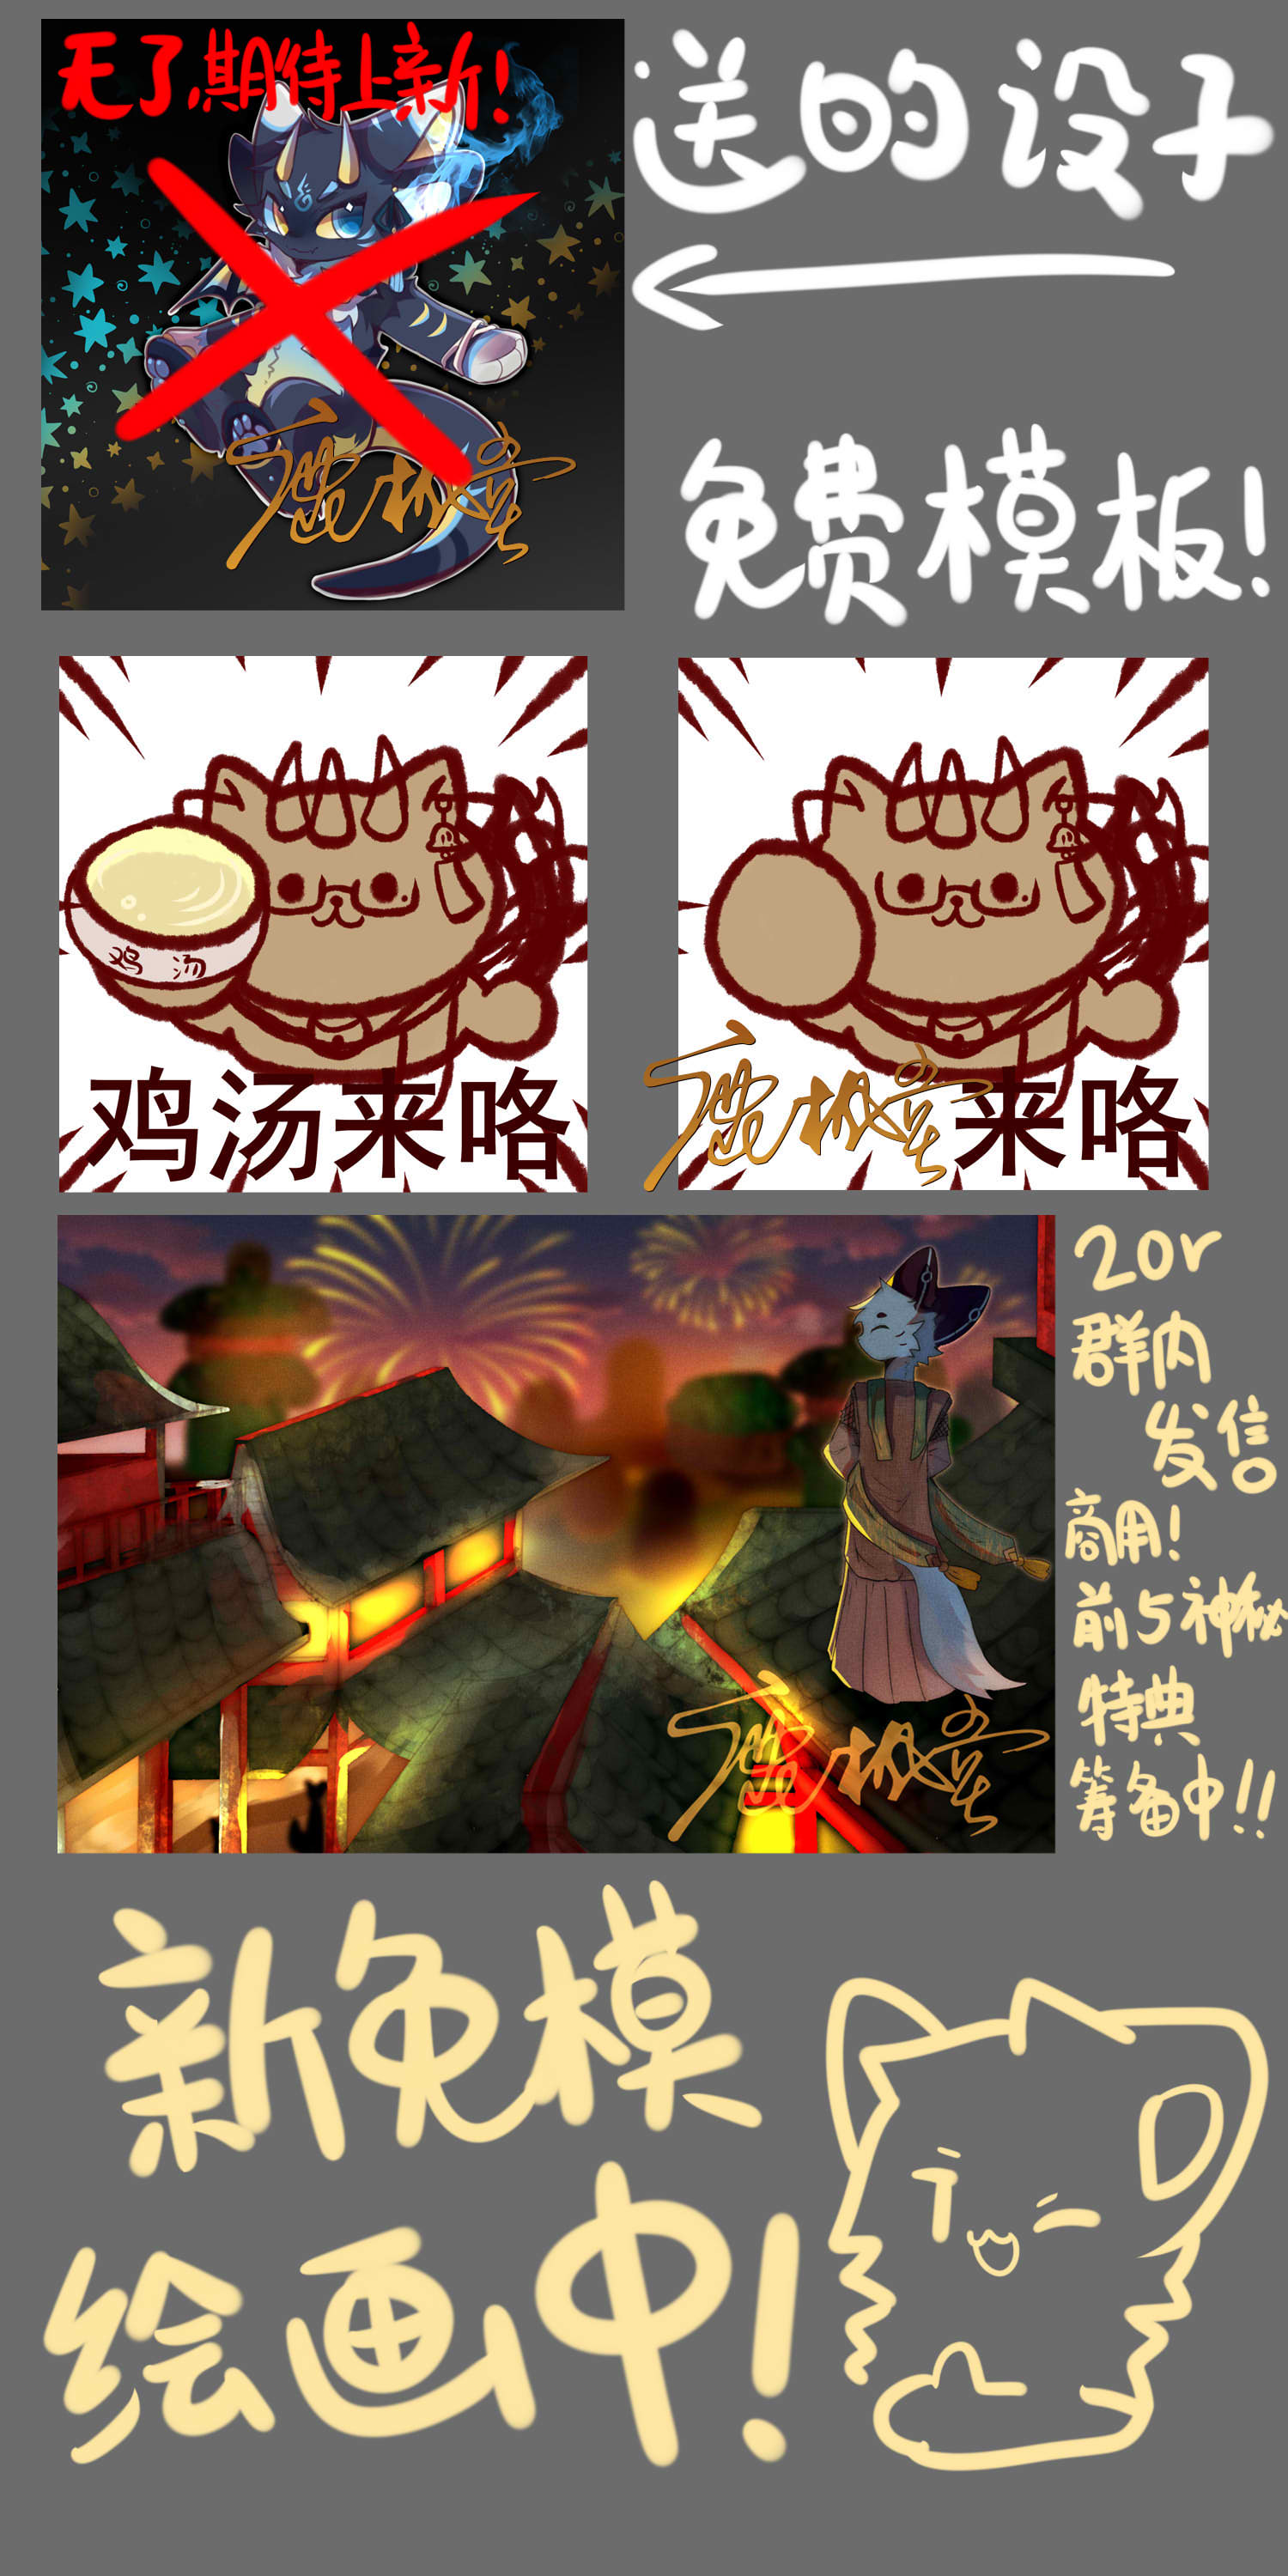 无了,期待上新!
送的设子
免费模板!
鸡汤
鸡汤来咯
来咯
20r
群内
发信
商用!
前5神秘
特典
筹备中!!
新免模
绘画中!